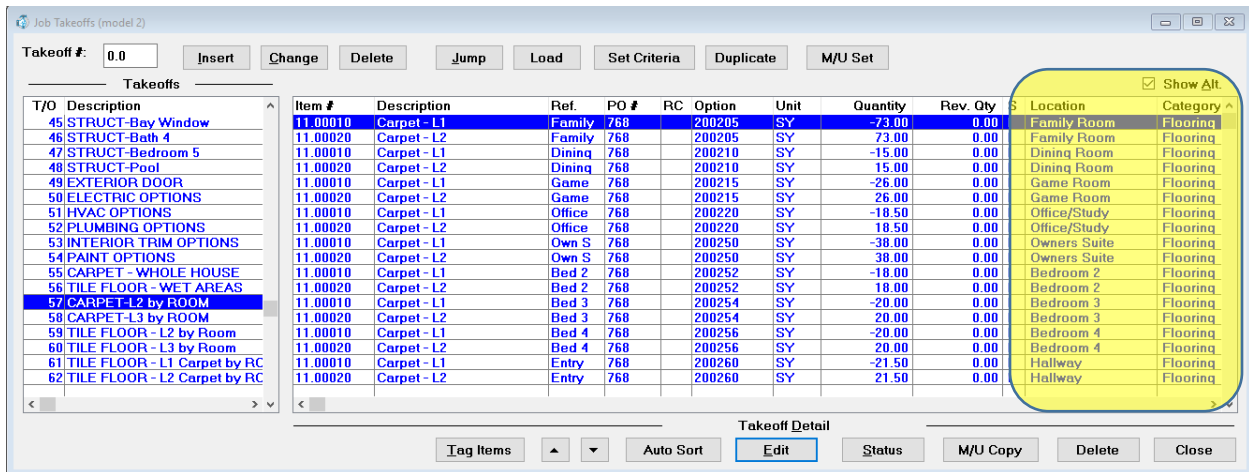 Job Takeoffs (model 2)
Takeoff #: 0.0 Insert Change Delete Jump Load Set Criteria Duplicate M/U Set
Takeoffs Show Alt.
T/O Description Item # Description Ref. PO # RC Option Unit Quantity Rev. Qty S Location Category
45 STRUCT-Bay Window 11.00010 Carpet - L1 Family 768 200205 SY -73.00 0.00 Family Room Flooring
46 STRUCT-Bath 4 11.00020 Carpet - L2 Family 768 200205 SY 73.00 0.00 Family Room Flooring
47 STRUCT-Bedroom 5 11.00010 Carpet - L1 Dining 768 200210 SY -15.00 0.00 Dining Room Flooring
48 STRUCT-Pool 11.00020 Carpet - L2 Dining 768 200210 SY 15.00 0.00 Dining Room Flooring
49 EXTERIOR DOOR 11.00010 Carpet - L1 Game 768 200215 SY -26.00 0.00 Game Room Flooring
50 ELECTRIC OPTIONS 11.00020 Carpet - L2 Game 768 200215 SY 26.00 0.00 Game Room Flooring
51 HVAC OPTIONS 11.00010 Carpet - L1 Office 768 200220 SY -18.50 0.00 Office/Study Flooring
52 PLUMBING OPTIONS 11.00020 Carpet - L2 Office 768 200220 SY 18.50 0.00 Office/Study Flooring
53 INTERIOR TRIM OPTIONS 11.00010 Carpet - L1 Own S 768 200250 SY -38.00 0.00 Owners Suite Flooring
54 PAINT OPTIONS 11.00020 Carpet - L2 Own S 768 200250 SY 38.00 0.00 Owners Suite Flooring
55 CARPET - WHOLE HOUSE 11.00010 Carpet - L1 Bed 2 768 200252 SY -18.00 0.00 Bedroom 2 Flooring
56 TILE FLOOR - WET AREAS 11.00020 Carpet - L2 Bed 2 768 200252 SY 18.00 0.00 Bedroom 2 Flooring
57 CARPET-L2 by ROOM 11.00010 Carpet - L1 Bed 3 768 200254 SY -20.00 0.00 Bedroom 3 Flooring
58 CARPET-L3 by ROOM 11.00020 Carpet - L2 Bed 3 768 200254 SY 20.00 0.00 Bedroom 3 Flooring
59 TILE FLOOR - L2 by Room 11.00010 Carpet - L1 Bed 4 768 200256 SY -20.00 0.00 Bedroom 4 Flooring
60 TILE FLOOR - L3 by Room 11.00020 Carpet - L2 Bed 4 768 200256 SY 20.00 0.00 Bedroom 4 Flooring
61 TILE FLOOR - L1 Carpet by RC 11.00010 Carpet - L1 Entry 768 200260 SY -21.50 0.00 Hallway Flooring
62 TILE FLOOR - L2 Carpet by RC 11.00020 Carpet - L2 Entry 768 200260 SY 21.50 0.00 Hallway Flooring
Takeoff Detail
Tag Items Auto Sort Edit Status M/U Copy Delete Close